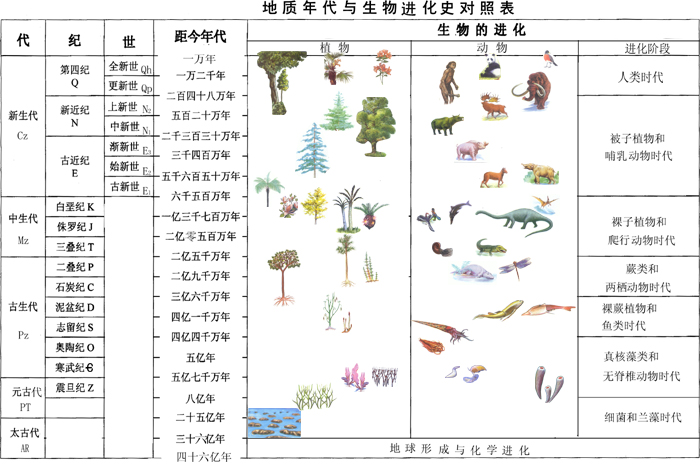 地质年代与生物进化史对照表
代 纪 世 距今年代 生物的进化
植物 动物 进化阶段
新生代
Cz
第四纪
Q
全新世 Qh
更新世 Qp
新近纪
N
上新世 N₂
中新世 N₁
古近纪
E
渐新世 E₃
始新世 E₂
古新世 E₁
中生代
Mz
白垩纪 K
侏罗纪 J
三叠纪 T
古生代
Pz
二叠纪 P
石炭纪 C
泥盆纪 D
志留纪 S
奥陶纪 O
寒武纪 Є
元古代
PT
震旦纪 Z
太古代
AR
一万年
一万二千年
二百四十八万年
五百二十万年
二千三百三十万年
三千四百万年
五千六百五十万年
六千五百万年
一亿三千七百万年
二亿零五百万年
二亿五千万年
二亿九千万年
三亿六千万年
四亿一千万年
四亿四千万年
五亿年
五亿七千万年
八亿年
二十五亿年
三十六亿年
四十六亿年
人类时代
被子植物和
哺乳动物时代
裸子植物和
爬行动物时代
蕨类和
两栖动物时代
裸蕨植物和
鱼类时代
真核藻类和
无脊椎动物时代
细菌和兰藻时代
地球形成与化学进化